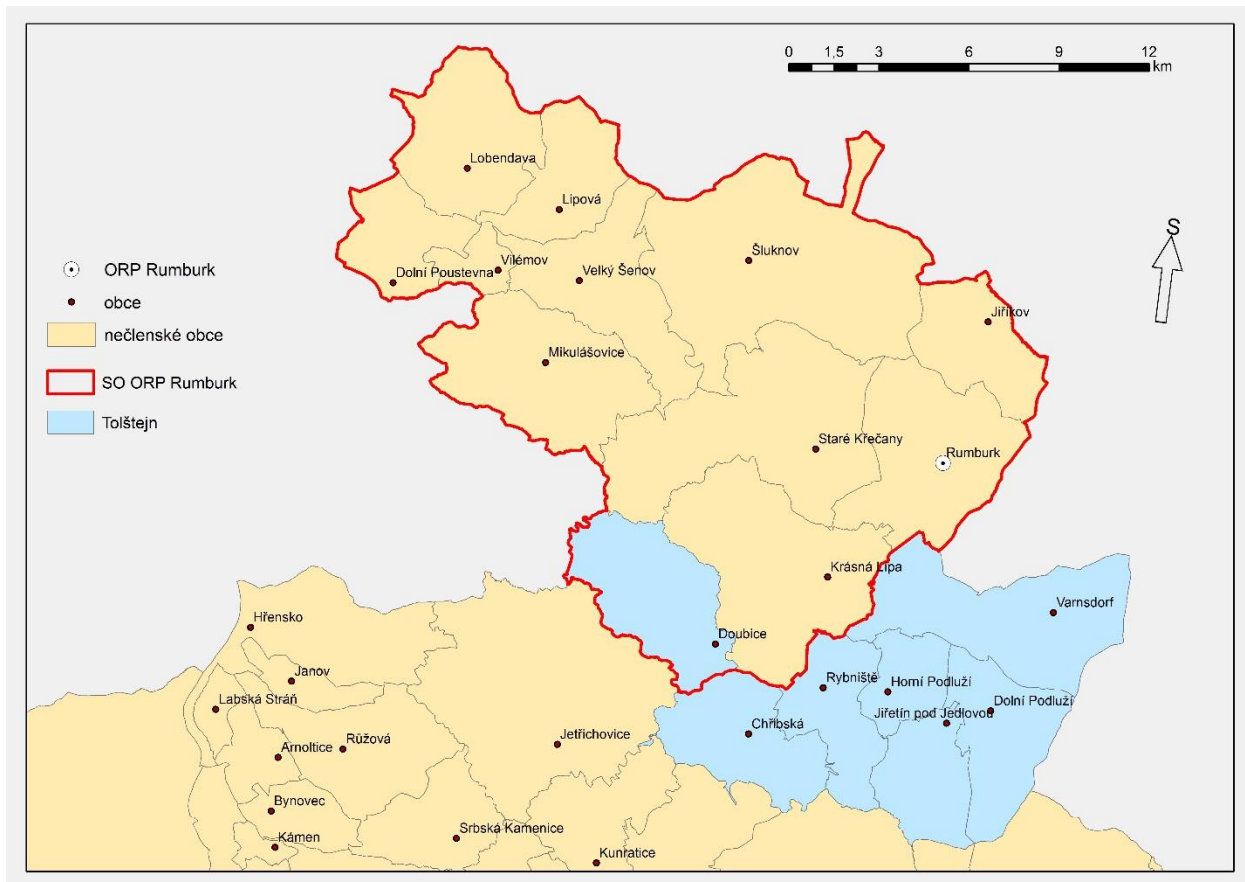 0 1,5 3 6 9 12
km
S
ORP Rumburk
obce
nečlenské obce
SO ORP Rumburk
Tolštejn
Lobendava
Lipová
Šluknov
Vilémov
Dolní Poustevna
Velký Šenov
Jiříkov
Mikulášovice
Staré Křečany
Rumburk
Krásná Lípa
Varnsdorf
Hřensko
Doubice
Janov
Rybniště
Horní Podluží
Labská Stráň
Dolní Podluží
Jiřetín pod Jedlovou
Chřibská
Růžová
Jetřichovice
Arnoltice
Bynovec
Srbská Kamenice
Kámen
Kunratice